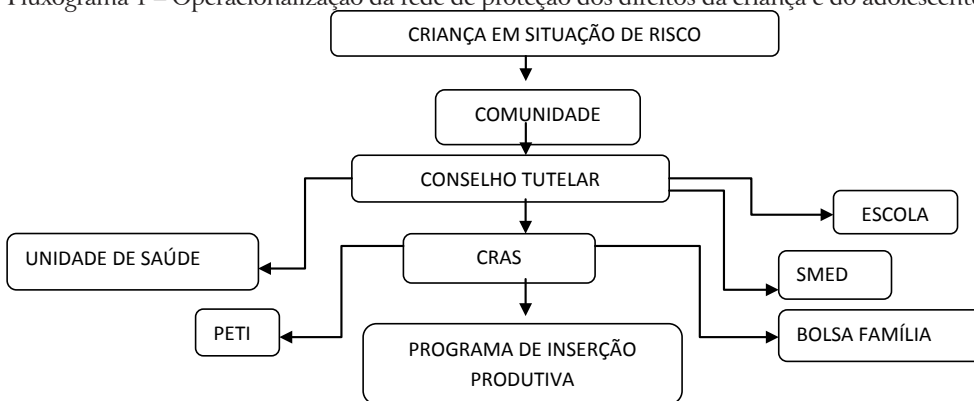 Fluxograma 1 – Operacionalização da rede de proteção dos direitos da criança e do adolescente
CRIANÇA EM SITUAÇÃO DE RISCO
COMUNIDADE
CONSELHO TUTELAR
ESCOLA
UNIDADE DE SAÚDE
CRAS
SMED
PETI
PROGRAMA DE INSERÇÃO
PRODUTIVA
BOLSA FAMÍLIA